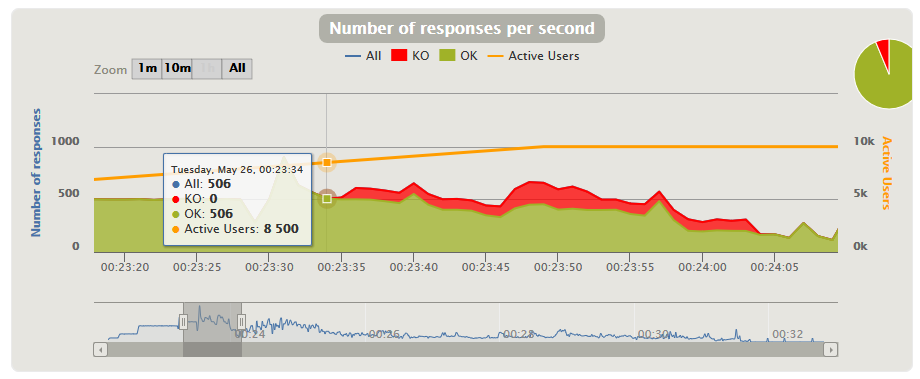 Number of responses per second
All KO OK Active Users
Zoom 1m 10m 1h All
Number of responses
Active Users
1000
500
0
10k
5k
0k
Tuesday, May 26, 00:23:34
All: 506
KO: 0
OK: 506
Active Users: 8 500
00:23:20 00:23:25 00:23:30 00:23:35 00:23:40 00:23:45 00:23:50 00:23:55 00:24:00 00:24:05
00:24 00:26 00:28 00:30 00:32